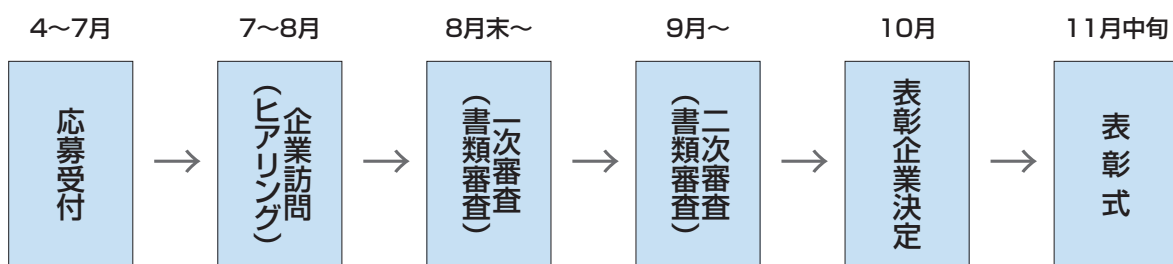 4〜7月
応募受付
7〜8月
企業訪問
(ヒアリング)
8月末〜
一次審査
(書類審査)
9月〜
二次審査
(書類審査)
10月
表彰企業決定
11月中旬
表彰式